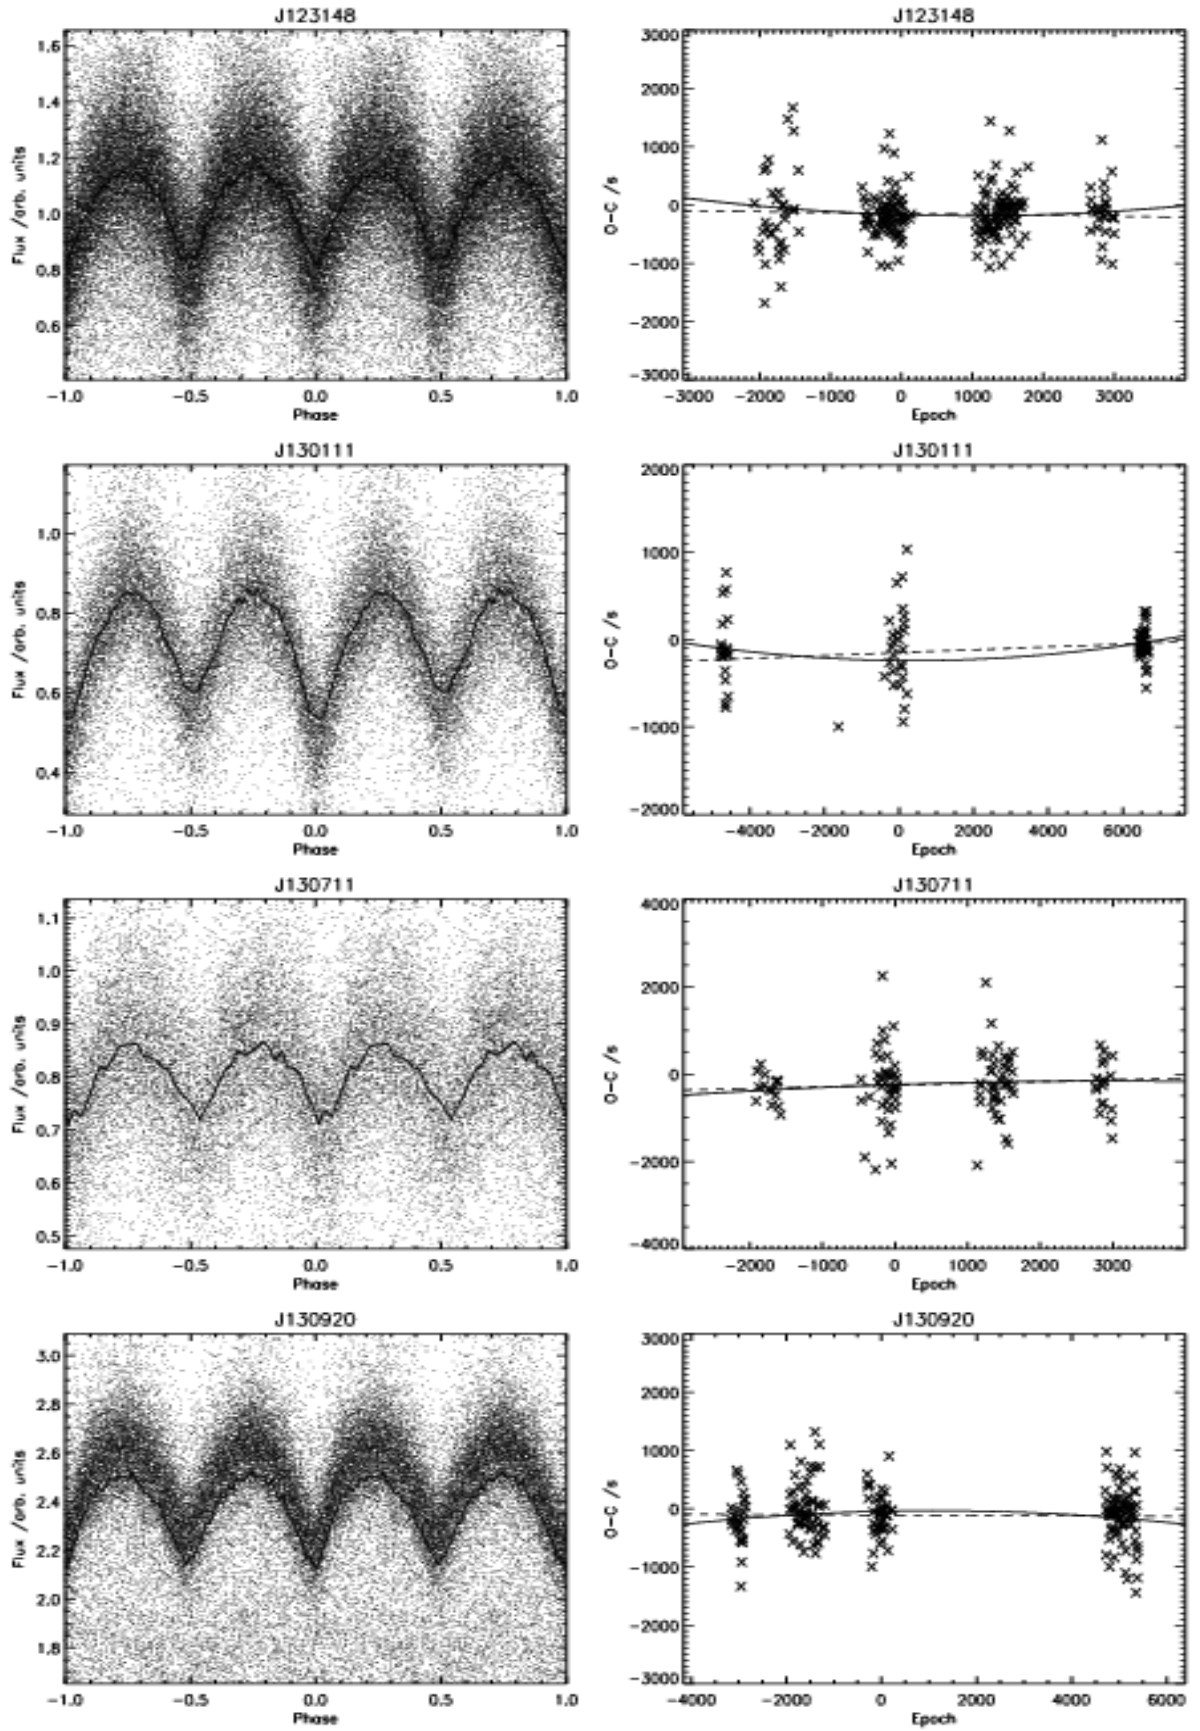 J123148
1.6
1.4
1.2
1.0
0.8
0.6
Flux /arb. units
-1.0 -0.5 0.0 0.5 1.0
Phase
J123148
3000
2000
1000
0
-1000
-2000
-3000
O-C /s
-3000 -2000 -1000 0 1000 2000 3000
Epoch
J130111
1.0
0.8
0.6
0.4
Flux /arb. units
-1.0 -0.5 0.0 0.5 1.0
Phase
J130111
2000
1000
0
-1000
-2000
O-C /s
-4000 -2000 0 2000 4000 6000
Epoch
J130711
1.1
1.0
0.9
0.8
0.7
0.6
0.5
Flux /arb. units
-1.0 -0.5 0.0 0.5 1.0
Phase
J130711
4000
2000
0
-2000
-4000
O-C /s
-2000 -1000 0 1000 2000 3000
Epoch
J130920
3.0
2.8
2.6
2.4
2.2
2.0
1.8
Flux /arb. units
-1.0 -0.5 0.0 0.5 1.0
Phase
J130920
3000
2000
1000
0
-1000
-2000
-3000
O-C /s
-4000 -2000 0 2000 4000 6000
Epoch